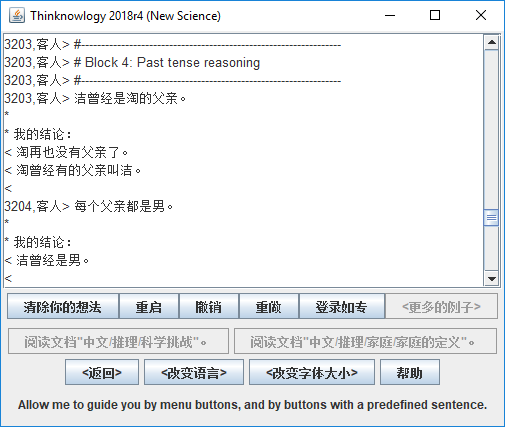 Thinknowlogy 2018r4 (New Science)
3203,客人> #----------------------------------------------------------------
3203,客人> # Block 4: Past tense reasoning
3203,客人> #----------------------------------------------------------------
3203,客人> 洁曾经是淘的父亲。
*
* 我的结论：
< 淘再也没有父亲了。
< 淘曾经有的父亲叫洁。
<
3204,客人> 每个父亲都是男。
*
* 我的结论：
< 洁曾经是男。
<
清除你的想法 重启 撤销 重做 登录如专 <更多的例子>
阅读文档"中文/推理/科学挑战"。 阅读文档"中文/推理/家庭/家庭的定义"。
<返回> <改变语言> <改变字体大小> 帮助
Allow me to guide you by menu buttons, and by buttons with a predefined sentence.